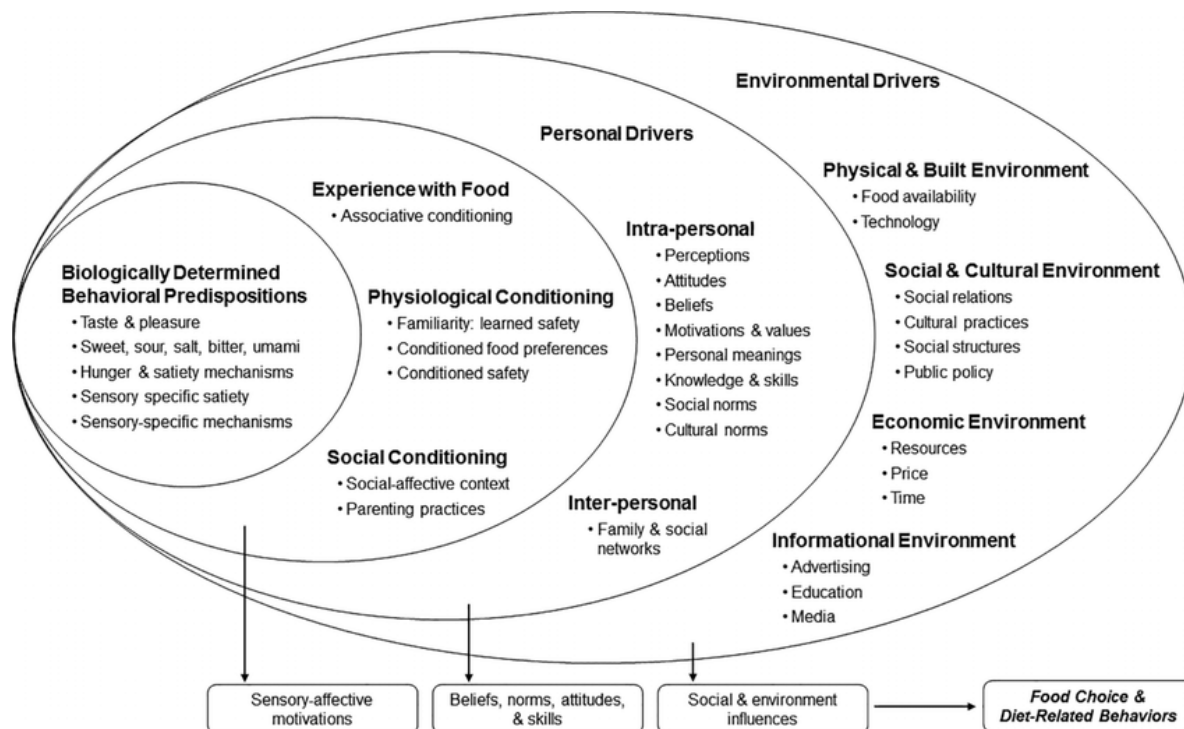 Environmental Drivers
Personal Drivers
Physical & Built Environment
• Food availability
• Technology
Experience with Food
• Associative conditioning
Intra-personal
• Perceptions
• Attitudes
• Beliefs
• Motivations & values
• Personal meanings
• Knowledge & skills
• Social norms
• Cultural norms
Biologically Determined
Behavioral Predispositions
• Taste & pleasure
• Sweet, sour, salt, bitter, umami
• Hunger & satiety mechanisms
• Sensory specific satiety
• Sensory-specific mechanisms
Physiological Conditioning
• Familiarity: learned safety
• Conditioned food preferences
• Conditioned safety
Social & Cultural Environment
• Social relations
• Cultural practices
• Social structures
• Public policy
Economic Environment
• Resources
• Price
• Time
Social Conditioning
• Social-affective context
• Parenting practices
Inter-personal
• Family & social
networks
Informational Environment
• Advertising
• Education
• Media
Sensory-affective
motivations
Beliefs, norms, attitudes,
& skills
Social & environment
influences
Food Choice &
Diet-Related Behaviors